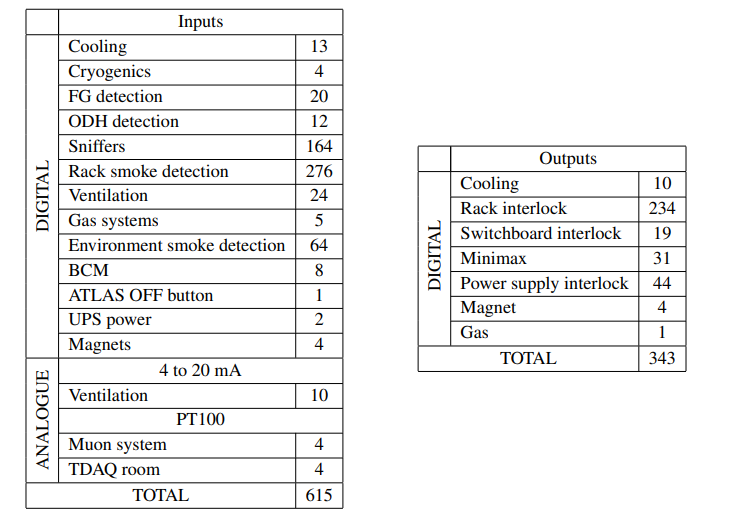 Inputs
DIGITAL
Cooling 13
Cryogenics 4
FG detection 20
ODH detection 12
Sniffers 164
Rack smoke detection 276
Ventilation 24
Gas systems 5
Environment smoke detection 64
BCM 8
ATLAS OFF button 1
UPS power 2
Magnets 4
ANALOGUE
4 to 20 mA
Ventilation 10
PT100
Muon system 4
TDAQ room 4
TOTAL 615
Outputs
DIGITAL
Cooling 10
Rack interlock 234
Switchboard interlock 19
Minimax 31
Power supply interlock 44
Magnet 4
Gas 1
TOTAL 343